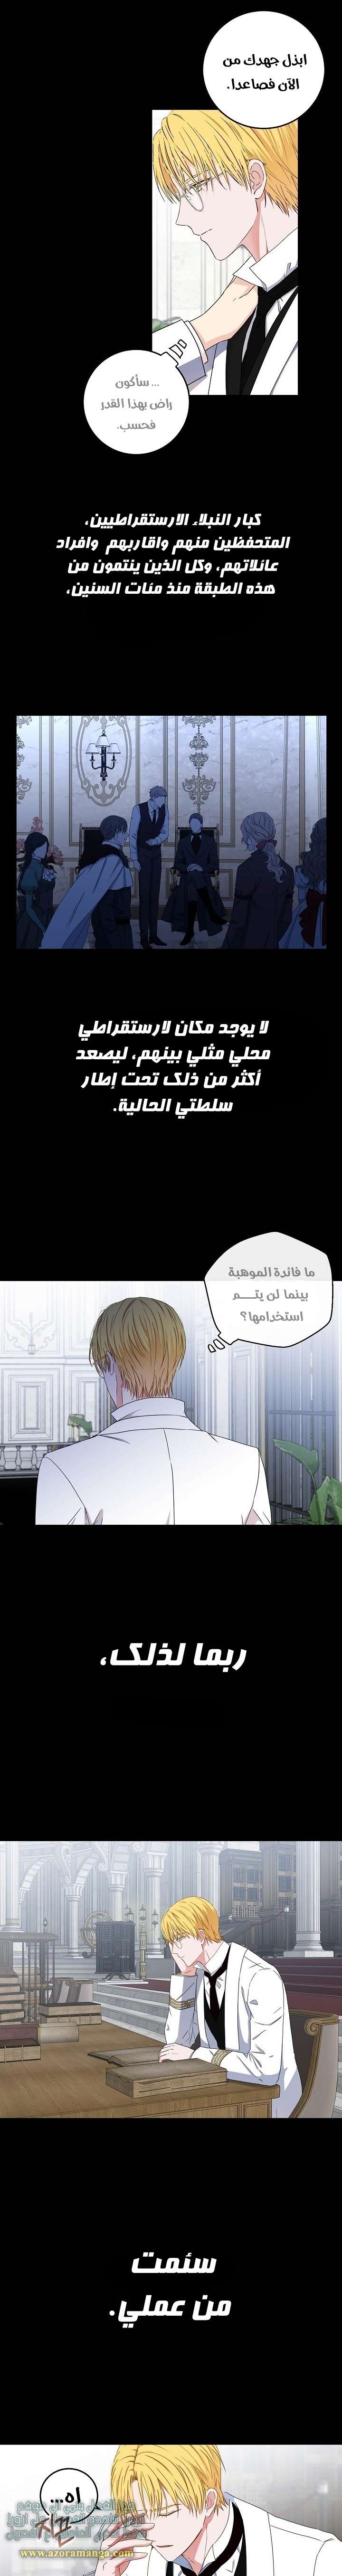 ابذل جهدك من
الآن فصاعدا.
... سأكون
راض بهذا القدر
فحسب.
كبار النبلاء الارستقراطيين،
المتحفظين منهم واقاربهم وافراد
عائلاتهم، وكل الذين ينتمون من
هذه الطبقة منذ مئات السنين،
لا يوجد مكان لارستقراطي
محلي مثلي بينهم، ليصعد
أكثر من ذلك تحت إطار
سلطتي الحالية.
ما فائدة الموهبة
بينما لن يتـــم
استخدامها؟
ربما لذلك،
سئمت
من عملي.
اه...
www.azoramanga.com